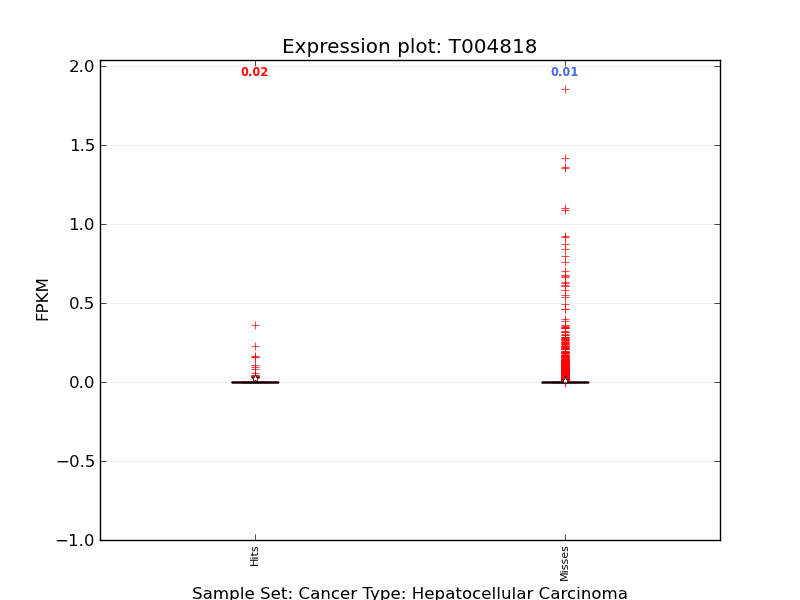 Expression plot: T004818
0.02
0.01
2.0
1.5
1.0
0.5
0.0
−0.5
−1.0
FPKM
Hits
Misses
Sample Set: Cancer Type: Hepatocellular Carcinoma